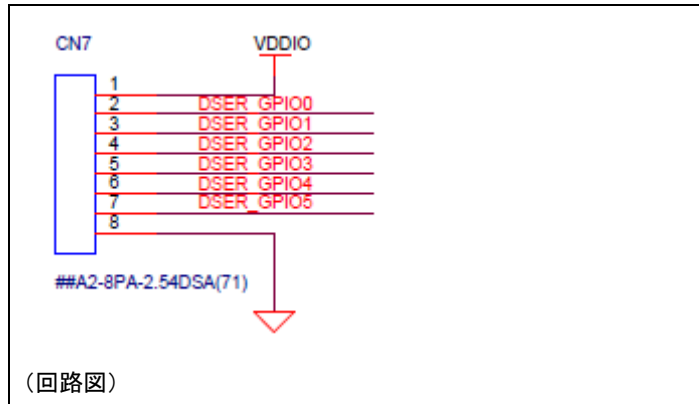 CN7 VDDIO
1
2 DSER_GPIO0
3 DSER_GPIO1
4 DSER_GPIO2
5 DSER_GPIO3
6 DSER_GPIO4
7 DSER_GPIO5
8
##A2-8PA-2.54DSA(71)
（回路図）